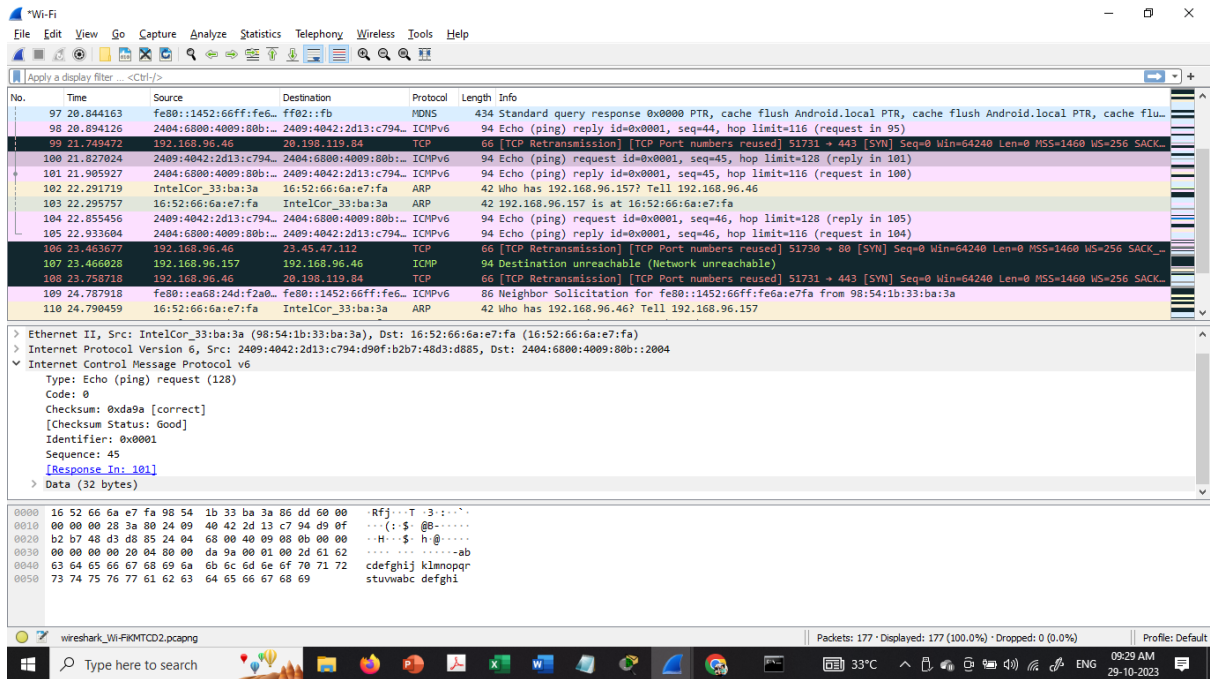 *Wi-Fi
File Edit View Go Capture Analyze Statistics Telephony Wireless Tools Help
Apply a display filter ... <Ctrl-/>
No. Time Source Destination Protocol Length Info
97 20.844163 fe80::1452:66ff:fe6… ff02::fb MDNS 434 Standard query response 0x0000 PTR, cache flush Android.local PTR, cache flush Android.local PTR, cache flu…
98 20.894126 2404:6800:4009:80b:… 2409:4042:2d13:c794… ICMPv6 94 Echo (ping) reply id=0x0001, seq=44, hop limit=116 (request in 95)
99 21.749472 192.168.96.46 20.198.119.84 TCP 66 [TCP Retransmission] [TCP Port numbers reused] 51731 → 443 [SYN] Seq=0 Win=64240 Len=0 MSS=1460 WS=256 SACK…
100 21.827024 2409:4042:2d13:c794… 2404:6800:4009:80b:… ICMPv6 94 Echo (ping) request id=0x0001, seq=45, hop limit=128 (reply in 101)
101 21.905927 2404:6800:4009:80b:… 2409:4042:2d13:c794… ICMPv6 94 Echo (ping) reply id=0x0001, seq=45, hop limit=116 (request in 100)
102 22.291719 IntelCor_33:ba:3a 16:52:66:6a:e7:fa ARP 42 Who has 192.168.96.157? Tell 192.168.96.46
103 22.295757 16:52:66:6a:e7:fa IntelCor_33:ba:3a ARP 42 192.168.96.157 is at 16:52:66:6a:e7:fa
104 22.855456 2409:4042:2d13:c794… 2404:6800:4009:80b:… ICMPv6 94 Echo (ping) request id=0x0001, seq=46, hop limit=128 (reply in 105)
105 22.933604 2404:6800:4009:80b:… 2409:4042:2d13:c794… ICMPv6 94 Echo (ping) reply id=0x0001, seq=46, hop limit=116 (request in 104)
106 23.463677 192.168.96.46 23.45.47.112 TCP 66 [TCP Retransmission] [TCP Port numbers reused] 51730 → 80 [SYN] Seq=0 Win=64240 Len=0 MSS=1460 WS=256 SACK_…
107 23.466028 192.168.96.157 192.168.96.46 ICMP 94 Destination unreachable (Network unreachable)
108 23.758718 192.168.96.46 20.198.119.84 TCP 66 [TCP Retransmission] [TCP Port numbers reused] 51731 → 443 [SYN] Seq=0 Win=64240 Len=0 MSS=1460 WS=256 SACK…
109 24.787918 fe80::ea68:24d:f2a0… fe80::1452:66ff:fe6… ICMPv6 86 Neighbor Solicitation for fe80::1452:66ff:fe6a:e7fa from 98:54:1b:33:ba:3a
110 24.790459 16:52:66:6a:e7:fa IntelCor_33:ba:3a ARP 42 Who has 192.168.96.46? Tell 192.168.96.157
Ethernet II, Src: IntelCor_33:ba:3a (98:54:1b:33:ba:3a), Dst: 16:52:66:6a:e7:fa (16:52:66:6a:e7:fa)
Internet Protocol Version 6, Src: 2409:4042:2d13:c794:d90f:b2b7:48d3:d885, Dst: 2404:6800:4009:80b::2004
Internet Control Message Protocol v6
Type: Echo (ping) request (128)
Code: 0
Checksum: 0xda9a [correct]
[Checksum Status: Good]
Identifier: 0x0001
Sequence: 45
[Response In: 101]
Data (32 bytes)
0000 16 52 66 6a e7 fa 98 54 1b 33 ba 3a 86 dd 60 00 ·Rfj···T ·3·:··`·
0010 00 00 00 28 3a 80 24 09 40 42 2d 13 c7 94 d9 0f ···(:·$· @B-·····
0020 b2 b7 48 d3 d8 85 24 04 68 00 40 09 08 0b 00 00 ··H···$· h·@·····
0030 00 00 00 00 20 04 80 00 da 9a 00 01 00 2d 61 62 ···· ··· ·····-ab
0040 63 64 65 66 67 68 69 6a 6b 6c 6d 6e 6f 70 71 72 cdefghij klmnopqr
0050 73 74 75 76 77 61 62 63 64 65 66 67 68 69 stuvwabc defghi
wireshark_Wi-FiKMTCD2.pcapng Packets: 177 · Displayed: 177 (100.0%) · Dropped: 0 (0.0%) Profile: Default
Type here to search 33°C ENG 09:29 AM
29-10-2023